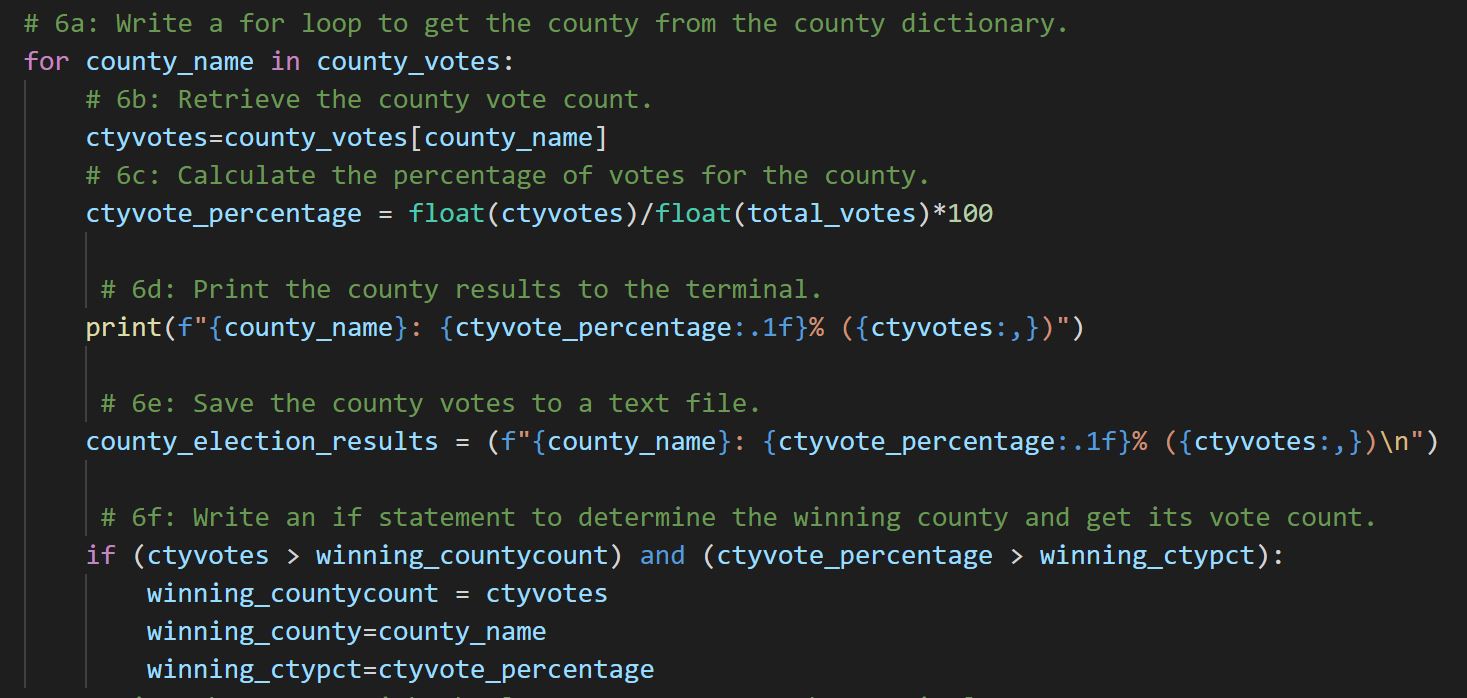 # 6a: Write a for loop to get the county from the county dictionary.
for county_name in county_votes:
# 6b: Retrieve the county vote count.
ctyvotes=county_votes[county_name]
# 6c: Calculate the percentage of votes for the county.
ctyvote_percentage = float(ctyvotes)/float(total_votes)*100
# 6d: Print the county results to the terminal.
print(f"{county_name}: {ctyvote_percentage:.1f}% ({ctyvotes:,})")
# 6e: Save the county votes to a text file.
county_election_results = (f"{county_name}: {ctyvote_percentage:.1f}% ({ctyvotes:,})\n")
# 6f: Write an if statement to determine the winning county and get its vote count.
if (ctyvotes > winning_countycount) and (ctyvote_percentage > winning_ctypct):
winning_countycount = ctyvotes
winning_county=county_name
winning_ctypct=ctyvote_percentage